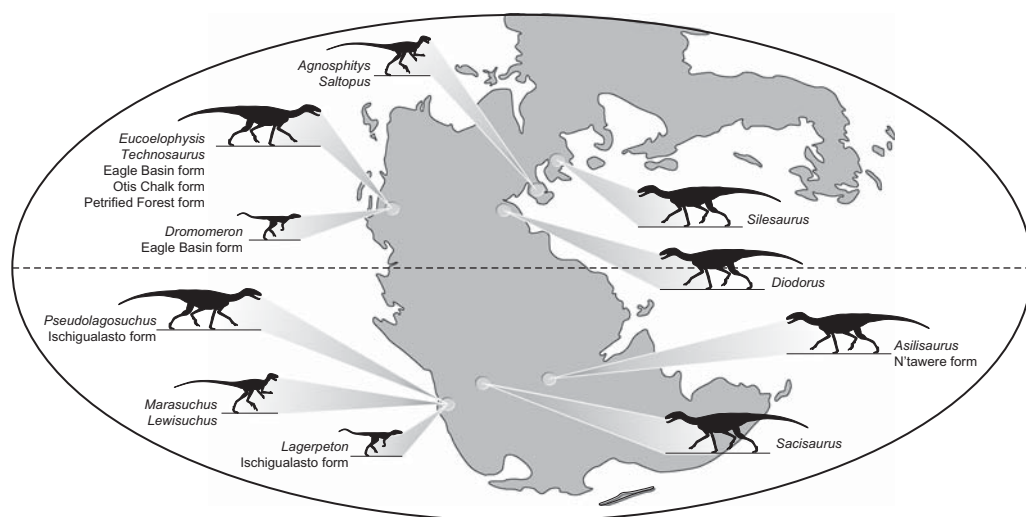 Agnosphitys
Saltopus
Eucoelophysis
Technosaurus
Eagle Basin form
Otis Chalk form
Petrified Forest form
Dromomeron
Eagle Basin form
Silesaurus
Diodorus
Pseudolagosuchus
Ischigualasto form
Asilisaurus
N'tawere form
Marasuchus
Lewisuchus
Lagerpeton
Ischigualasto form
Sacisaurus